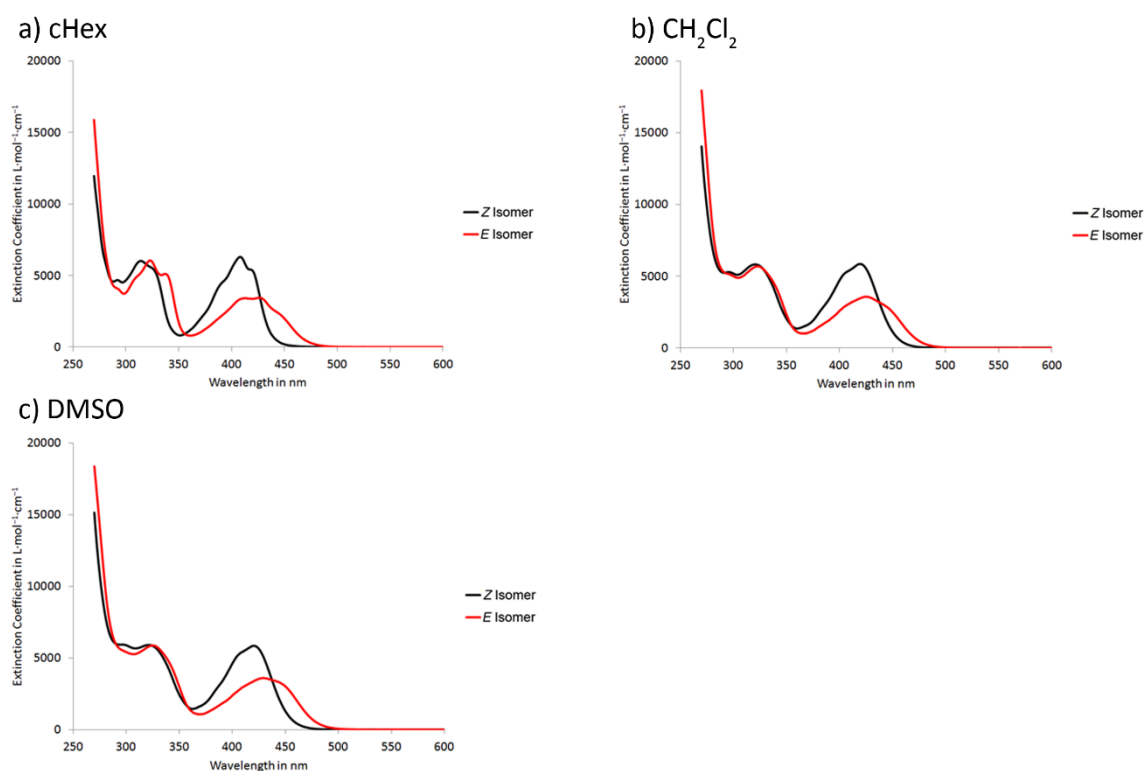 a) cHex
20000
15000
10000
5000
0
250 300 350 400 450 500 550 600
Extinction Coefficient in L·mol⁻¹·cm⁻¹
Wavelength in nm
Z Isomer
E Isomer
b) CH₂Cl₂
20000
15000
10000
5000
0
250 300 350 400 450 500 550 600
Extinction Coefficient in L·mol⁻¹·cm⁻¹
Wavelength in nm
Z Isomer
E Isomer
c) DMSO
20000
15000
10000
5000
0
250 300 350 400 450 500 550 600
Extinction Coefficient in L·mol⁻¹·cm⁻¹
Wavelength in nm
Z Isomer
E Isomer